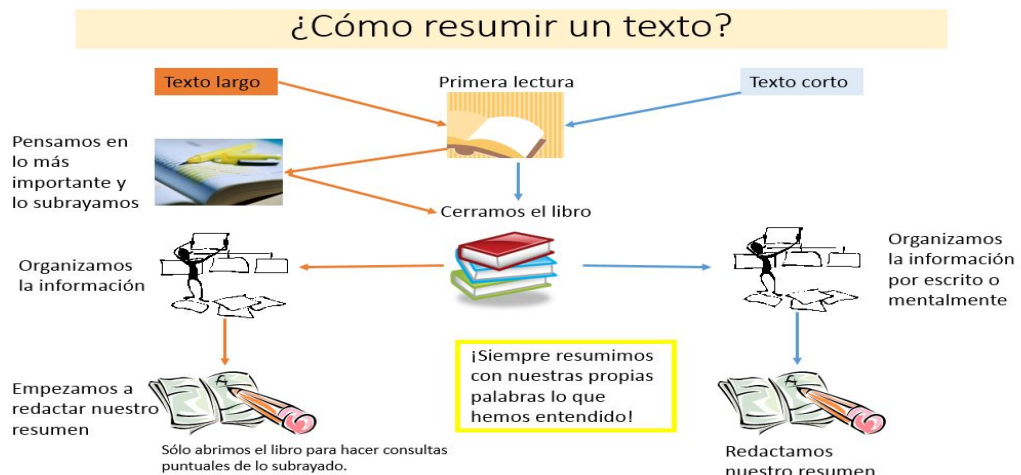 ¿Cómo resumir un texto?
Texto largo
Primera lectura
Texto corto
Pensamos en
lo más
importante y
lo subrayamos
Cerramos el libro
Organizamos
la información
Organizamos
la información
por escrito o
mentalmente
¡Siempre resumimos
con nuestras propias
palabras lo que
hemos entendido!
Empezamos a
redactar nuestro
resumen
Sólo abrimos el libro para hacer consultas
puntuales de lo subrayado.
Redactamos
nuestro resumen